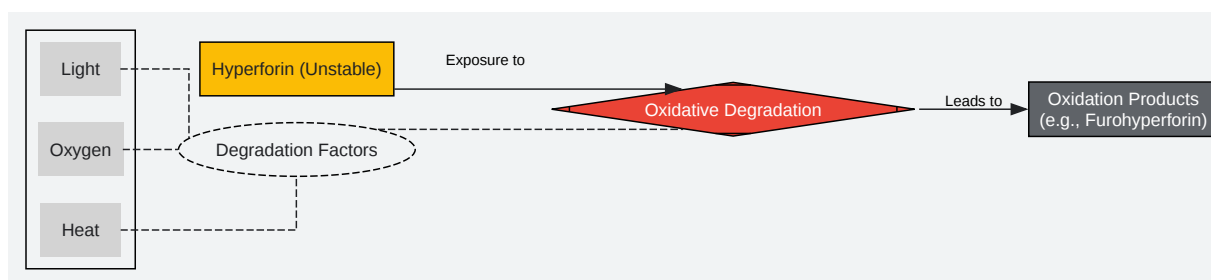 Light
Hyperforin (Unstable)
Exposure to
Oxidative Degradation
Leads to
Oxidation Products
(e.g., Furohyperforin)
Oxygen
Degradation Factors
Heat